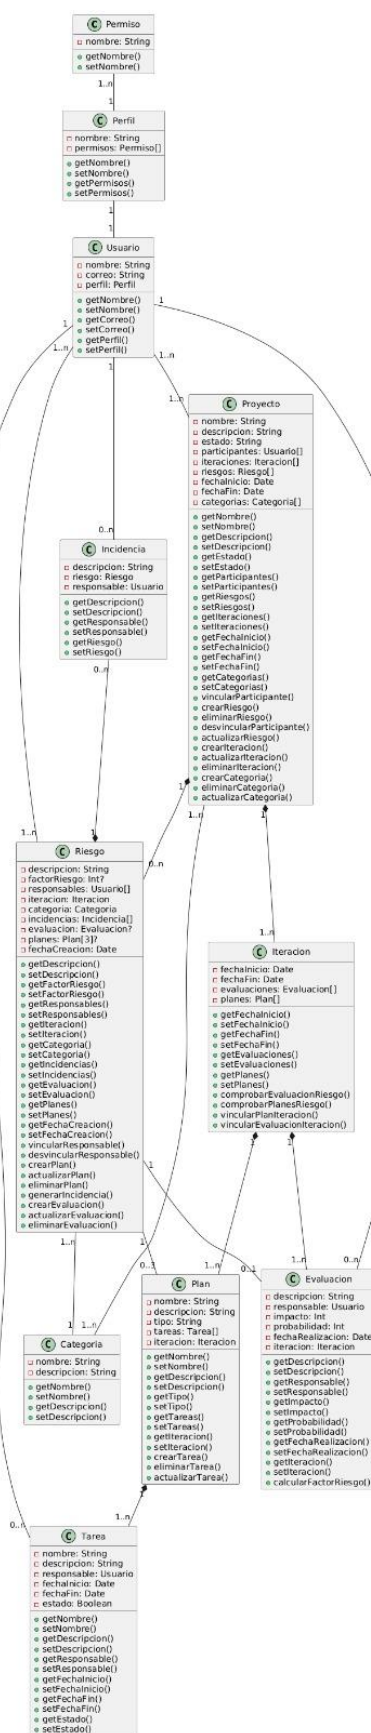 C Permiso
nombre: String
getNombre()
setNombre()
1..n
1
C Perfil
nombre: String
permisos: Permiso[]
getNombre()
setNombre()
getPermisos()
setPermisos()
1
1
C Usuario
nombre: String
correo: String
perfil: Perfil
getNombre()
setNombre()
getCorreo()
setCorreo()
getPerfil()
setPerfil()
1
1
1..n
1
1..n
1..n
C Proyecto
nombre: String
descripcion: String
estado: String
participantes: Usuario[]
iteraciones: Iteracion[]
riesgos: Riesgo[]
fechaInicio: Date
fechaFin: Date
categorias: Categoria[]
getNombre()
setNombre()
getDescripcion()
setDescripcion()
getEstado()
setEstado()
getParticipantes()
setParticipantes()
getRiesgos()
setRiesgos()
getIteraciones()
setIteraciones()
getFechaInicio()
setFechaInicio()
getFechaFin()
setFechaFin()
getCategorias()
setCategorias()
vincularParticipante()
crearRiesgo()
eliminarRiesgo()
desvincularParticipante()
actualizarRiesgo()
crearIteracion()
actualizarIteracion()
eliminarIteracion()
crearCategoria()
eliminarCategoria()
actualizarCategoria()
0..n
C Incidencia
descripcion: String
riesgo: Riesgo
responsable: Usuario
getDescripcion()
setDescripcion()
getResponsable()
setResponsable()
getRiesgo()
setRiesgo()
0..n
1
1..n
1
1..n
1
0..n
C Riesgo
descripcion: String
factorRiesgo: Int?
responsables: Usuario[]
iteracion: Iteracion
categoria: Categoria
incidencias: Incidencia[]
evaluacion: Evaluacion?
planes: Plan[3]?
fechaCreacion: Date
getDescripcion()
setDescripcion()
getFactorRiesgo()
setFactorRiesgo()
getResponsables()
setResponsables()
getIteracion()
setIteracion()
getCategoria()
setCategoria()
getIncidencias()
setIncidencias()
getEvaluacion()
setEvaluacion()
getPlanes()
setPlanes()
getFechaCreacion()
setFechaCreacion()
vincularResponsable()
desvincularResponsable()
crearPlan()
actualizarPlan()
eliminarPlan()
generarIncidencia()
crearEvaluacion()
actualizarEvaluacion()
eliminarEvaluacion()
1..n
C Iteracion
fechaInicio: Date
fechaFin: Date
evaluaciones: Evaluacion[]
planes: Plan[]
getFechaInicio()
setFechaInicio()
getFechaFin()
setFechaFin()
getEvaluaciones()
setEvaluaciones()
getPlanes()
setPlanes()
comprobarEvaluacionRiesgo()
comprobarPlanesRiesgo()
vincularPlanIteracion()
vincularEvaluacionIteracion()
1
1
1
1..n
1
0..3
1..n
0..1
1..n
0..n
C Plan
nombre: String
descripcion: String
tipo: String
tareas: Tarea[]
iteracion: Iteracion
getNombre()
setNombre()
getDescripcion()
setDescripcion()
getTipo()
setTipo()
getTareas()
setTareas()
getIteracion()
setIteracion()
crearTarea()
eliminarTarea()
actualizarTarea()
C Evaluacion
descripcion: String
responsable: Usuario
impacto: Int
probabilidad: Int
fechaRealizacion: Date
iteracion: Iteracion
getDescripcion()
setDescripcion()
getResponsable()
setResponsable()
getImpacto()
setImpacto()
getProbabilidad()
setProbabilidad()
getFechaRealizacion()
setFechaRealizacion()
getIteracion()
setIteracion()
calcularFactorRiesgo()
1
1..n
C Categoria
nombre: String
descripcion: String
getNombre()
setNombre()
getDescripcion()
setDescripcion()
1
1..n
0..n
C Tarea
nombre: String
descripcion: String
responsable: Usuario
fechaInicio: Date
fechaFin: Date
estado: Boolean
getNombre()
setNombre()
getDescripcion()
setDescripcion()
getResponsable()
setResponsable()
getFechaInicio()
setFechaInicio()
getFechaFin()
setFechaFin()
getEstado()
setEstado()